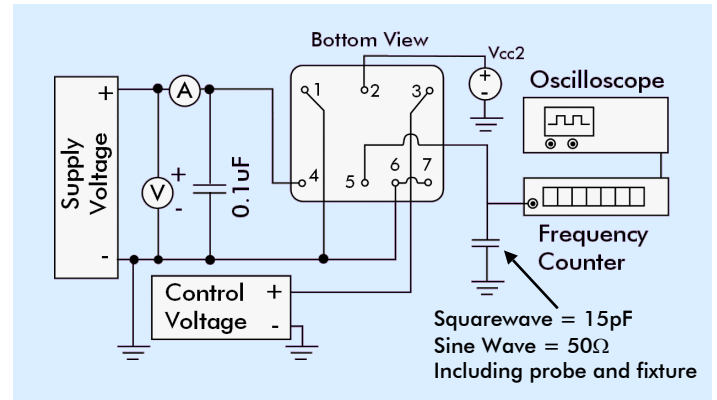 Bottom View
Vcc2
Oscilloscope
+
A
1
2
3
+
-
Supply
Voltage
V
+
-
0.1uF
4
5
6
7
-
Frequency
Counter
Control
Voltage
+
-
Squarewave = 15pF
Sine Wave = 50Ω
Including probe and fixture